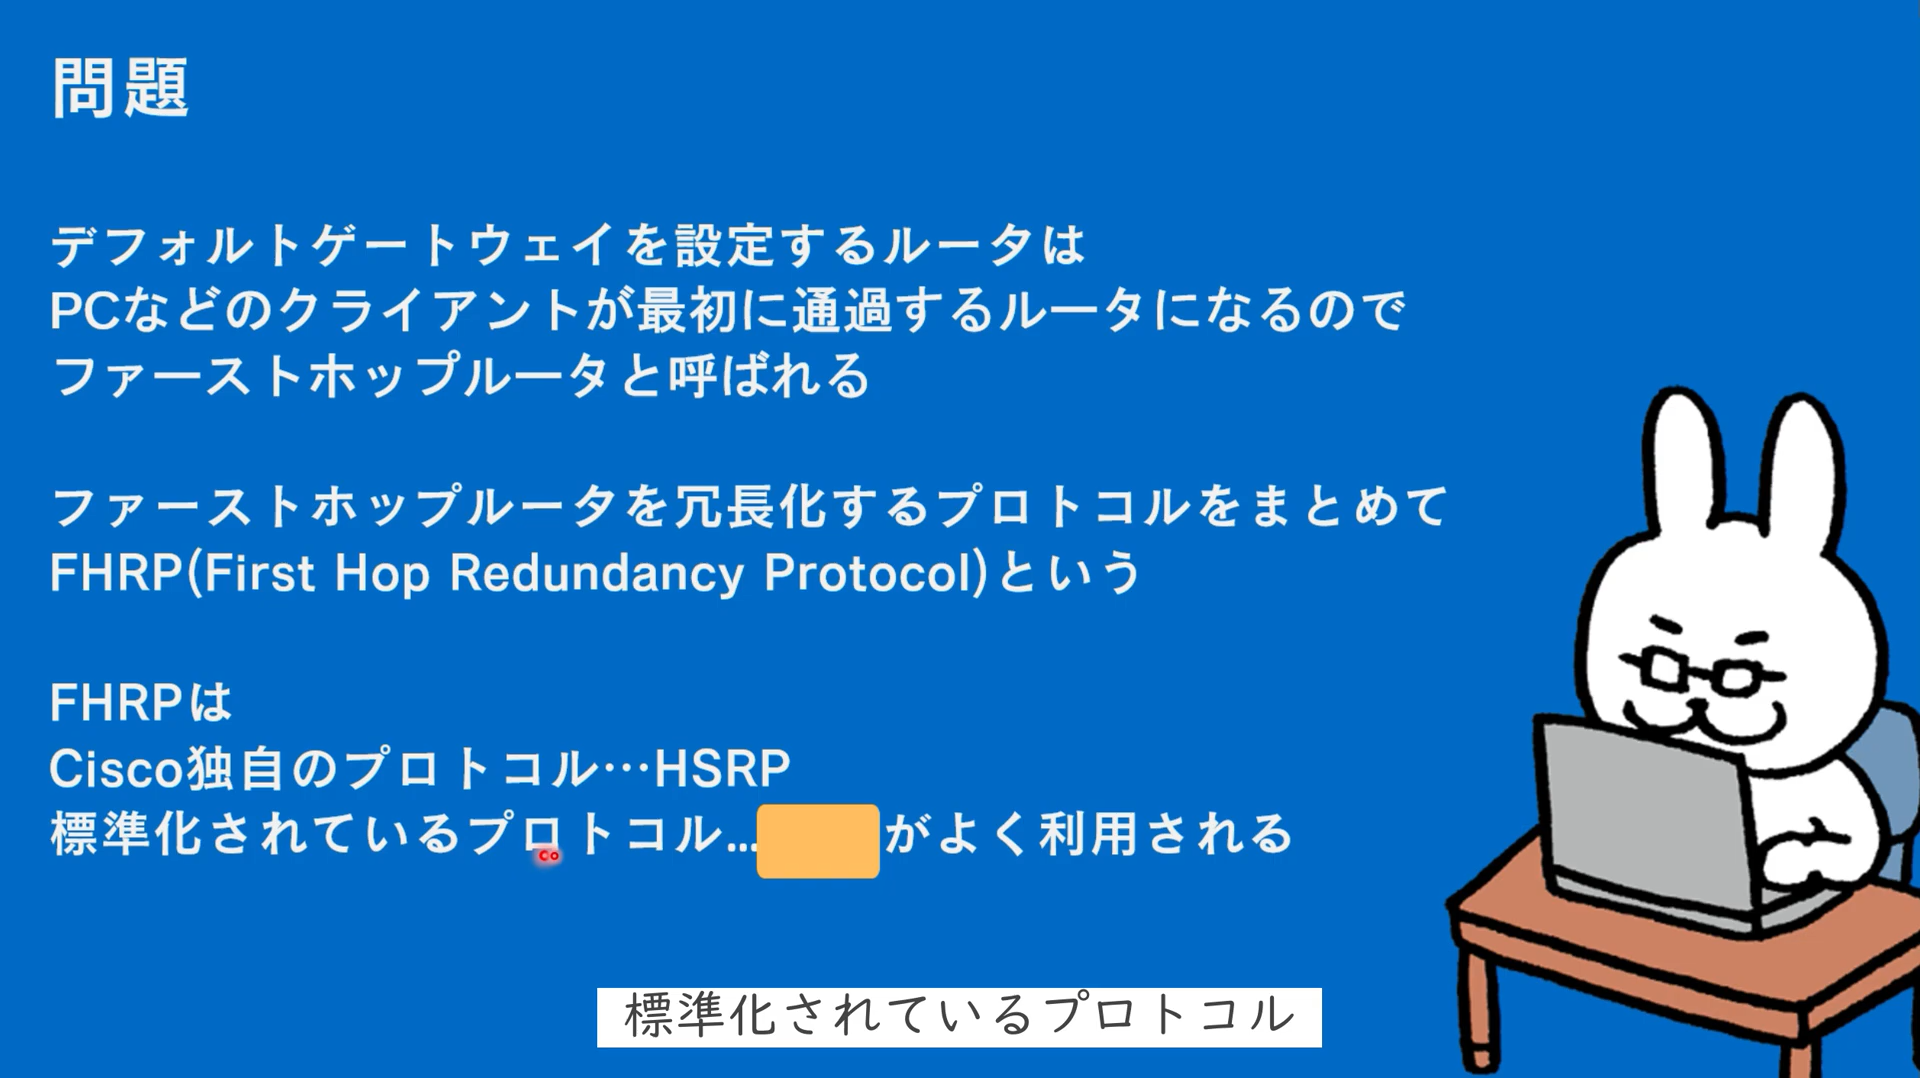 問題
デフォルトゲートウェイを設定するルータは
PCなどのクライアントが最初に通過するルータになるので
ファーストホップルータと呼ばれる
ファーストホップルータを冗長化するプロトコルをまとめて
FHRP(First Hop Redundancy Protocol)という
FHRPは
Cisco独自のプロトコル…HSRP
標準化されているプロトコル...がよく利用される
標準化されているプロトコル